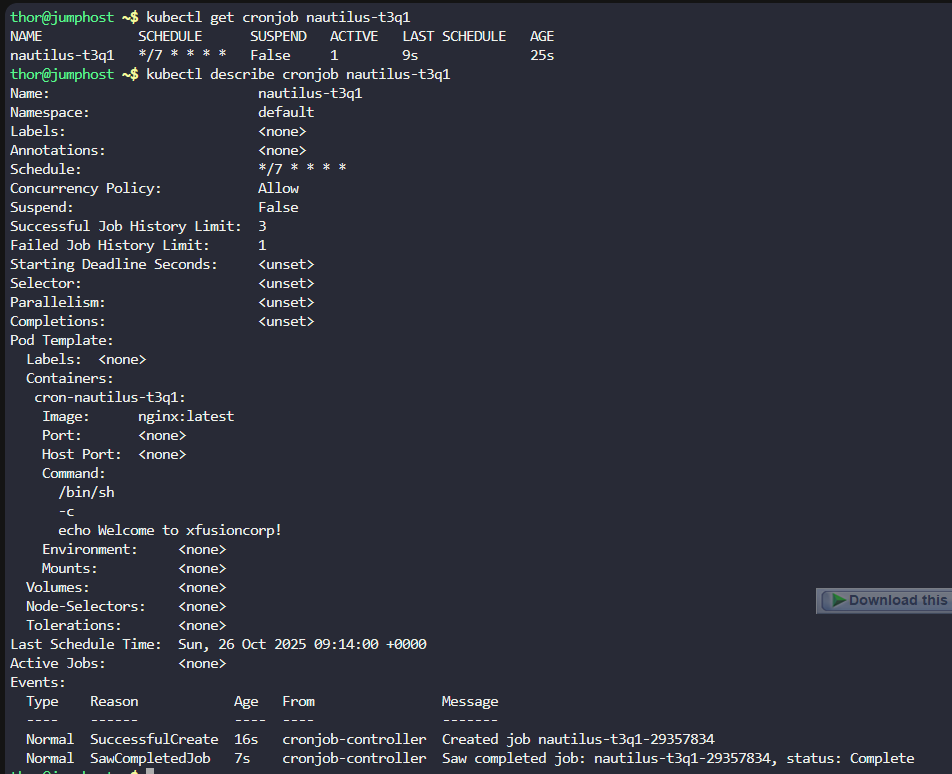 thor@jumphost ~$ kubectl get cronjob nautilus-t3q1
NAME            SCHEDULE      SUSPEND   ACTIVE   LAST SCHEDULE   AGE
nautilus-t3q1   */7 * * * *   False     1        9s              25s
thor@jumphost ~$ kubectl describe cronjob nautilus-t3q1
Name:                          nautilus-t3q1
Namespace:                     default
Labels:                        <none>
Annotations:                   <none>
Schedule:                      */7 * * * *
Concurrency Policy:            Allow
Suspend:                       False
Successful Job History Limit:  3
Failed Job History Limit:      1
Starting Deadline Seconds:     <unset>
Selector:                      <unset>
Parallelism:                   <unset>
Completions:                   <unset>
Pod Template:
  Labels:  <none>
  Containers:
   cron-nautilus-t3q1:
    Image:      nginx:latest
    Port:       <none>
    Host Port:  <none>
    Command:
      /bin/sh
      -c
      echo Welcome to xfusioncorp!
    Environment:     <none>
    Mounts:          <none>
  Volumes:           <none>
  Node-Selectors:    <none>
  Tolerations:       <none>
Last Schedule Time:  Sun, 26 Oct 2025 09:14:00 +0000
Active Jobs:         <none>
Events:
  Type    Reason            Age   From                Message
  ----    ------            ----  ----                -------
  Normal  SuccessfulCreate  16s   cronjob-controller  Created job nautilus-t3q1-29357834
  Normal  SawCompletedJob   7s    cronjob-controller  Saw completed job: nautilus-t3q1-29357834, status: Complete
Download this